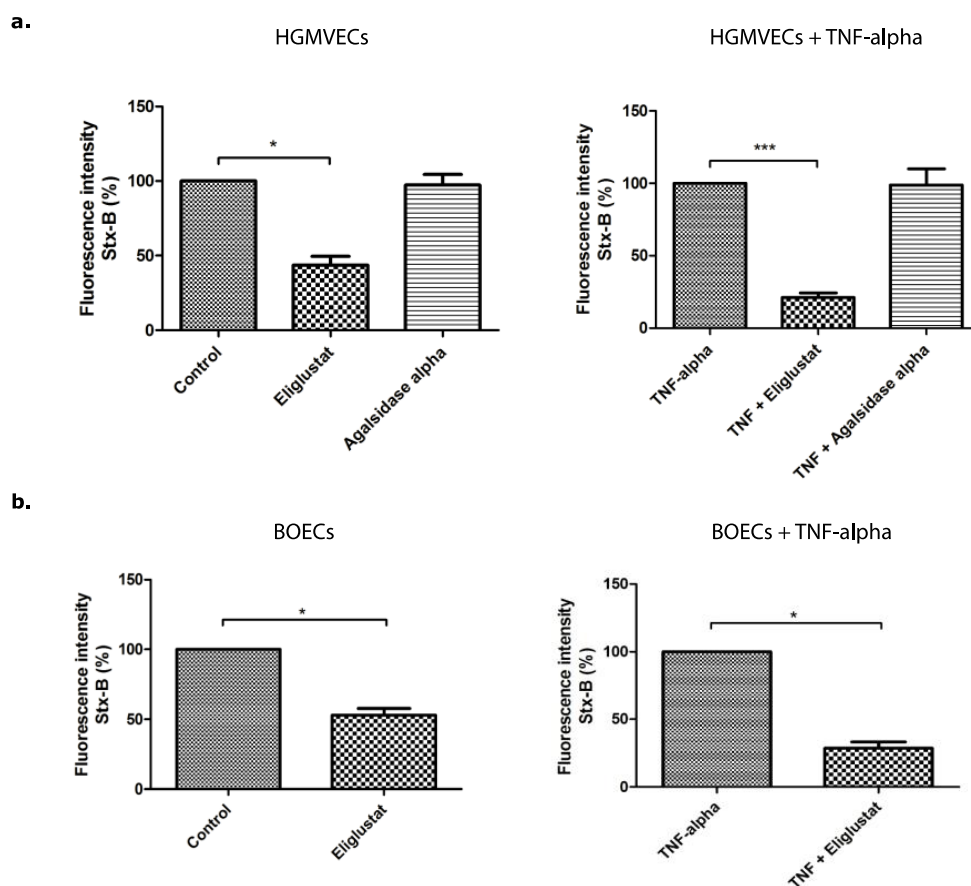 a.
HGMVECs
Fluorescence intensity
Stx-B (%)
150
100
50
0
*
Control
Eliglustat
Agalsidase alpha
HGMVECs + TNF-alpha
Fluorescence intensity
Stx-B (%)
150
100
50
0
***
TNF-alpha
TNF + Eliglustat
TNF + Agalsidase alpha
b.
BOECs
Fluorescence intensity
Stx-B (%)
150
100
50
0
*
Control
Eliglustat
BOECs + TNF-alpha
Fluorescence intensity
Stx-B (%)
150
100
50
0
*
TNF-alpha
TNF + Eliglustat